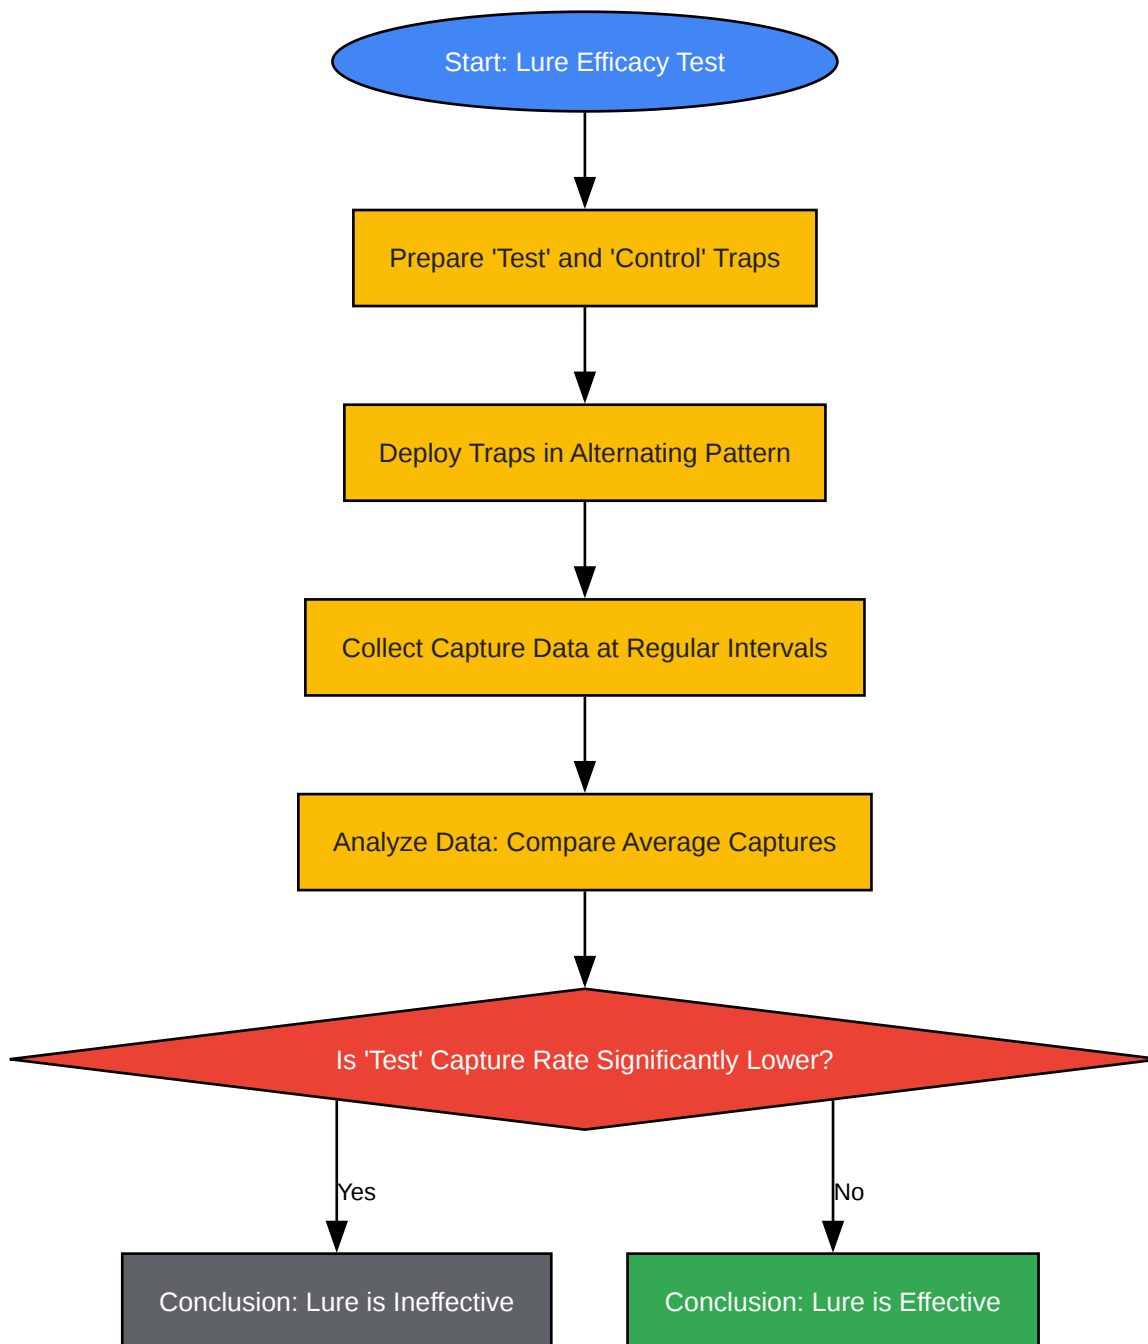 Start: Lure Efficacy Test
Prepare 'Test' and 'Control' Traps
Deploy Traps in Alternating Pattern
Collect Capture Data at Regular Intervals
Analyze Data: Compare Average Captures
Is 'Test' Capture Rate Significantly Lower?
Yes
No
Conclusion: Lure is Ineffective
Conclusion: Lure is Effective